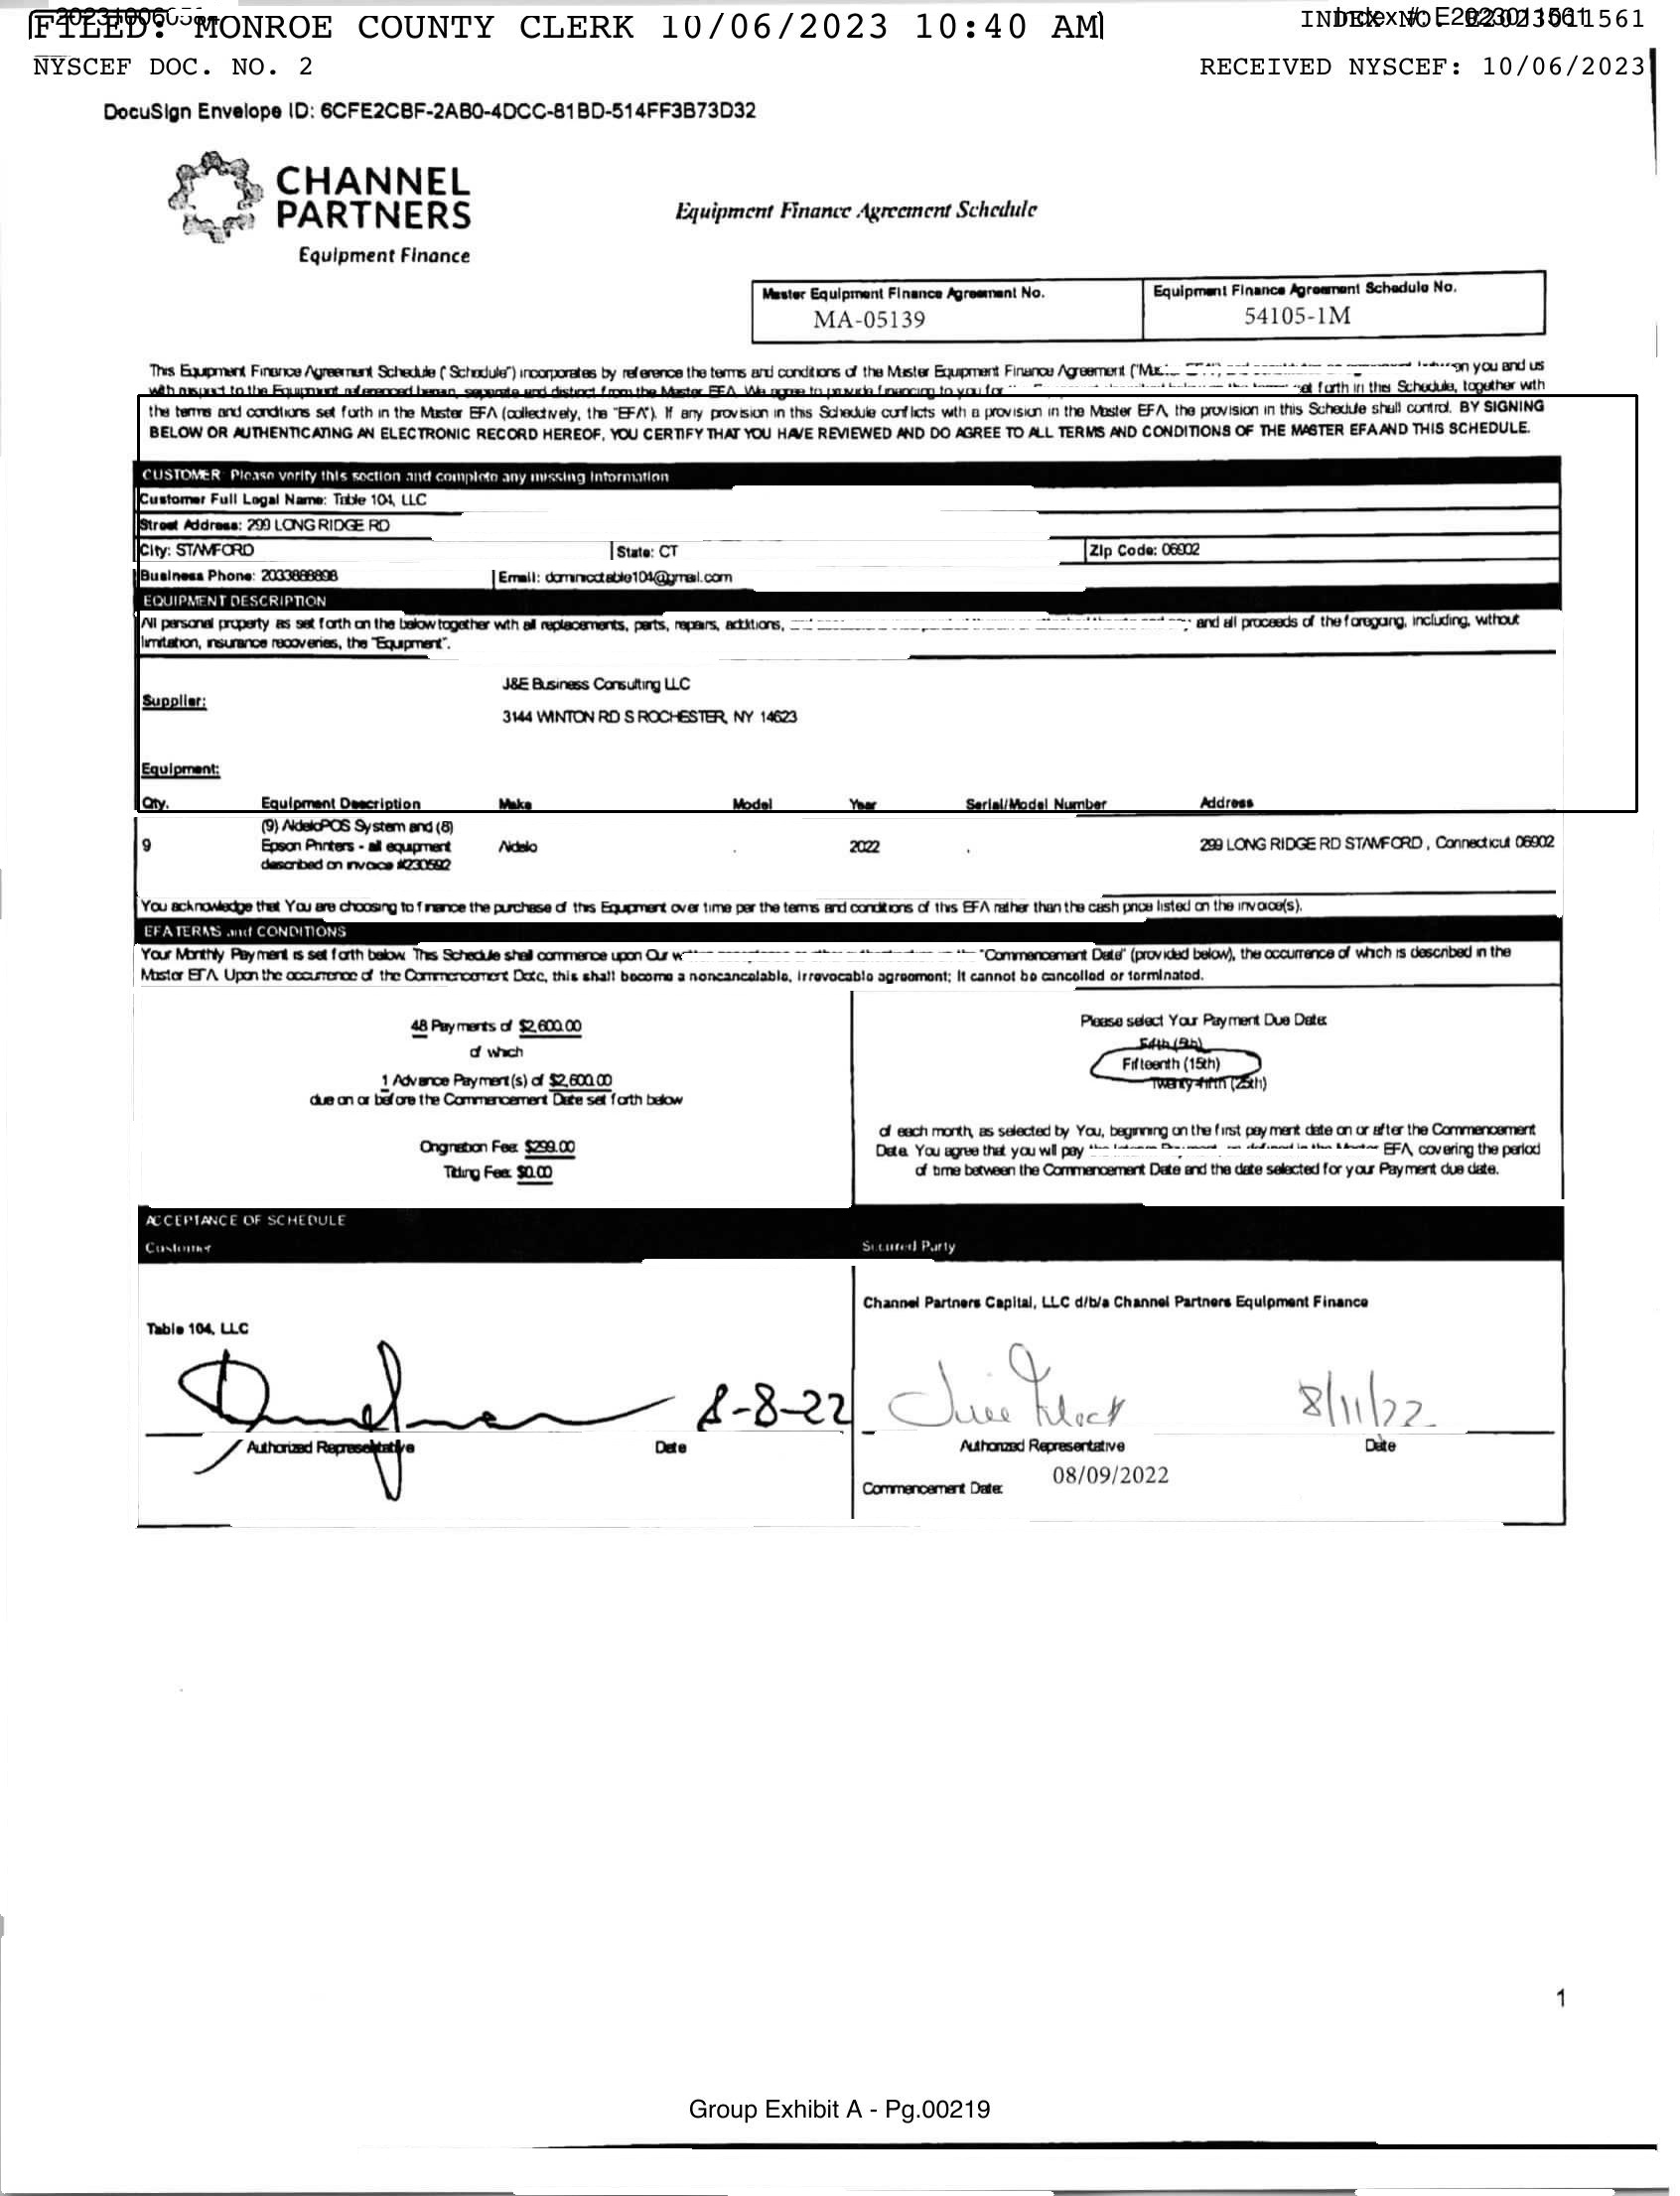 FILED: MONROE COUNTY CLERK 10/06/2023 10:40 AM
INDEX NO. E2023011561
NYSCEF DOC. NO. 2
RECEIVED NYSCEF: 10/06/2023
DocuSign Envelope ID: 6CFE2CBF-2AB0-4DCC-81BD-514FF3B73D32
CHANNEL
PARTNERS
Equipment Finance
Equipment Finance Agreement Schedule
Master Equipment Finance Agreement No.
MA-05139
Equipment Finance Agreement Schedule No.
54105-1M
This Equipment Finance Agreement Schedule ("Schedule") incorporates by reference the terms and conditions of the Master Equipment Finance Agreement ("Master between you and us
with respect to the Equipment referenced herein, separate and distinct from the Master EFA. We agree to provide financing to you for set forth in this Schedule, together with
the terms and conditions set forth in the Master EFA (collectively, the "EFA"). If any provision in this Schedule conflicts with a provision in the Master EFA, the provision in this Schedule shall control. BY SIGNING
BELOW OR AUTHENTICATING AN ELECTRONIC RECORD HEREOF, YOU CERTIFY THAT YOU HAVE REVIEWED AND DO AGREE TO ALL TERMS AND CONDITIONS OF THE MASTER EFA AND THIS SCHEDULE.
CUSTOMER Please verify this section and complete any missing information
Customer Full Legal Name: Table 104, LLC
Street Address: 299 LONG RIDGE RD
City: STAMFORD
State: CT
Zip Code: 06902
Business Phone: 2033888898
Email: dominicctable104@gmail.com
EQUIPMENT DESCRIPTION
All personal property as set forth on the below together with all replacements, parts, repairs, additions, and all proceeds of the foregoing, including, without
limitation, insurance recoveries, the "Equipment".
Supplier:
J&E Business Consulting LLC
3144 WINTON RD S ROCHESTER, NY 14623
Equipment:
Qty. Equipment Description Make Model Year Serial/Model Number Address
9 (9) AldeloPOS System and (8) Epson Printers - all equipment described on invoice #230592 Aldelo . 2022 . 299 LONG RIDGE RD STAMFORD , Connecticut 06902
You acknowledge that You are choosing to finance the purchase of this Equipment over time per the terms and conditions of this EFA rather than the cash price listed on the invoice(s).
EFA TERMS and CONDITIONS
Your Monthly Payment is set forth below. This Schedule shall commence upon Our "Commencement Date" (provided below), the occurrence of which is described in the
Master EFA. Upon the occurrence of the Commencement Date, this shall become a noncancelable, irrevocable agreement; it cannot be cancelled or terminated.
48 Payments of $2,600.00
of which
1 Advance Payment(s) of $2,600.00
due on or before the Commencement Date set forth below
Origination Fee: $299.00
Titling Fee: $0.00
Please select Your Payment Due Date:
Fifth (5th)
Fifteenth (15th)
Twenty-fifth (25th)
of each month, as selected by You, beginning on the first payment date on or after the Commencement
Date. You agree that you will pay the Interim Payment, as defined in the Master EFA, covering the period
of time between the Commencement Date and the date selected for your Payment due date.
ACCEPTANCE OF SCHEDULE
Customer
Secured Party
Table 104, LLC
Channel Partners Capital, LLC d/b/a Channel Partners Equipment Finance
8-8-22
8/11/22
Authorized Representative
Date
Authorized Representative
Date
Commencement Date: 08/09/2022
1
Group Exhibit A - Pg.00219